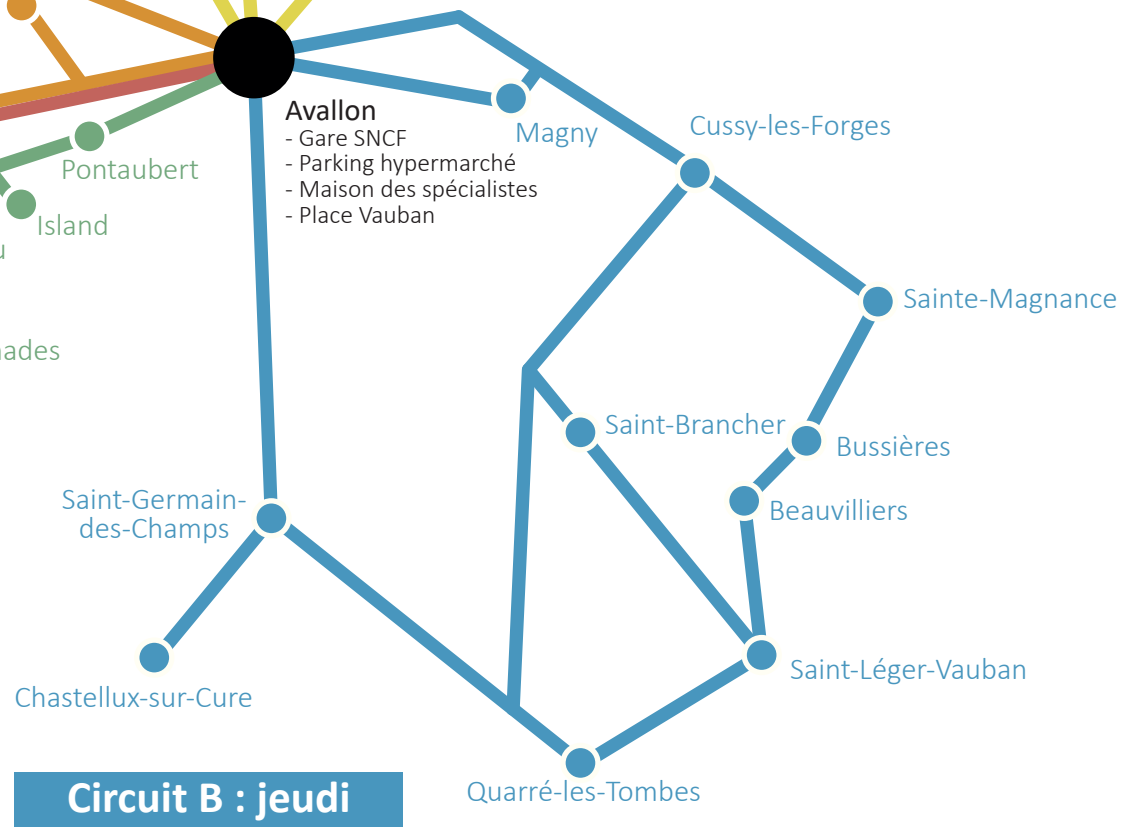 Avallon
- Gare SNCF
- Parking hypermarché
- Maison des spécialistes
- Place Vauban
Magny
Cussy-les-Forges
Pontaubert
Island
Sainte-Magnance
Saint-Brancher
Bussières
Beauvilliers
Saint-Germain-
des-Champs
Saint-Léger-Vauban
Chastellux-sur-Cure
Quarré-les-Tombes
Circuit B : jeudi